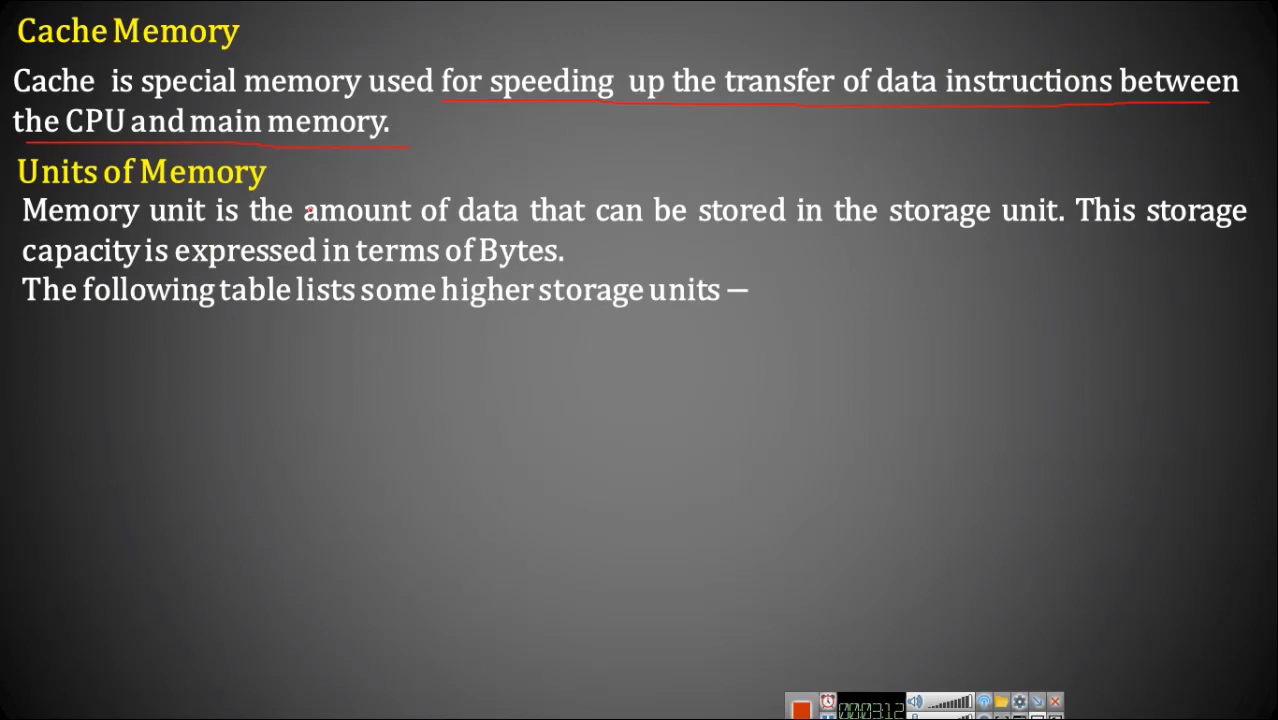 Cache Memory
Cache is special memory used for speeding up the transfer of data instructions between
the CPU and main memory.
Units of Memory
Memory unit is the amount of data that can be stored in the storage unit. This storage
capacity is expressed in terms of Bytes.
The following table lists some higher storage units —
000312